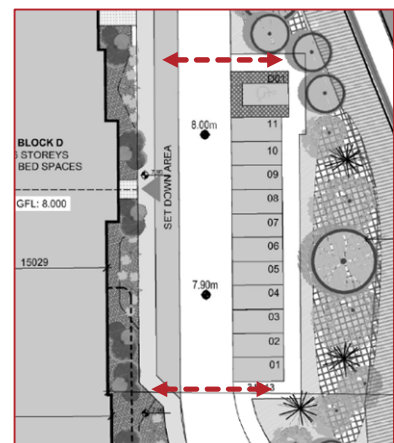 D01
11
8.00m
10
BLOCK D
STOREYS
BED SPACES
09
08
GFL: 8.000
SET DOWN AREA
07
06
15029
05
7.90m
04
03
02
01